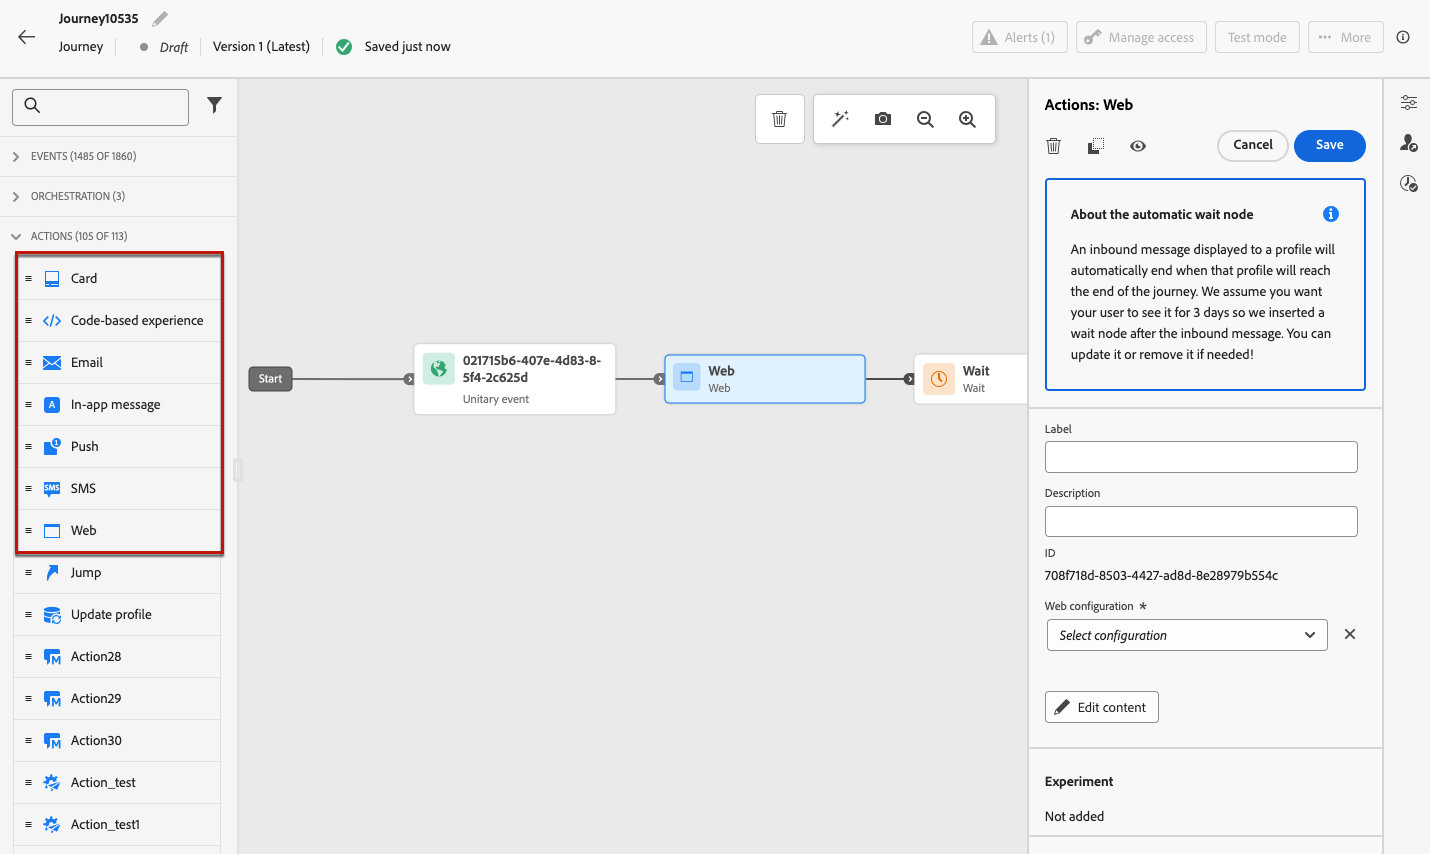 Journey10535
Journey
Draft
Version 1 (Latest)
Saved just now
Alerts (1)
Manage access
Test mode
More
EVENTS (1485 OF 1860)
ORCHESTRATION (3)
ACTIONS (105 OF 113)
Card
Code-based experience
Email
In-app message
Push
SMS
SMS
Web
Jump
Update profile
Action28
Action29
Action30
Action_test
Action_test1
Start
021715b6-407e-4d83-8-
5f4-2c625d
Unitary event
Web
Web
Wait
Wait
Actions: Web
Cancel
Save
About the automatic wait node
An inbound message displayed to a profile will
automatically end when that profile will reach
the end of the journey. We assume you want
your user to see it for 3 days so we inserted a
wait node after the inbound message. You can
update it or remove it if needed!
Label
Description
ID
708f718d-8503-4427-ad8d-8e28979b554c
Web configuration *
Select configuration
Edit content
Experiment
Not added